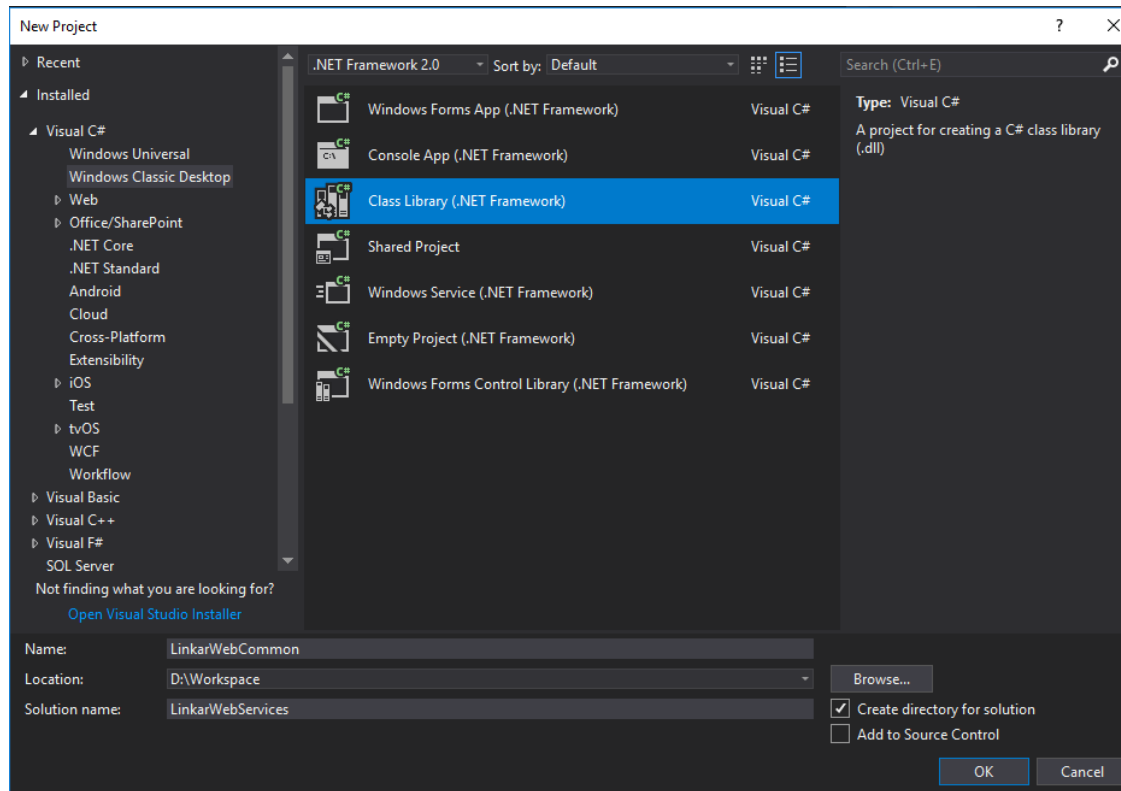 New Project
Recent
Installed
Visual C#
Windows Universal
Windows Classic Desktop
Web
Office/SharePoint
.NET Core
.NET Standard
Android
Cloud
Cross-Platform
Extensibility
iOS
Test
tvOS
WCF
Workflow
Visual Basic
Visual C++
Visual F#
SQL Server
Not finding what you are looking for?
Open Visual Studio Installer
.NET Framework 2.0 Sort by: Default
C# Windows Forms App (.NET Framework) Visual C#
C# C:\ Console App (.NET Framework) Visual C#
C# Class Library (.NET Framework) Visual C#
C# Shared Project Visual C#
C# Windows Service (.NET Framework) Visual C#
C# Empty Project (.NET Framework) Visual C#
C# Windows Forms Control Library (.NET Framework) Visual C#
Search (Ctrl+E)
Type: Visual C#
A project for creating a C# class library
(.dll)
Name: LinkarWebCommon
Location: D:\Workspace
Browse...
Solution name: LinkarWebServices
Create directory for solution
Add to Source Control
OK Cancel